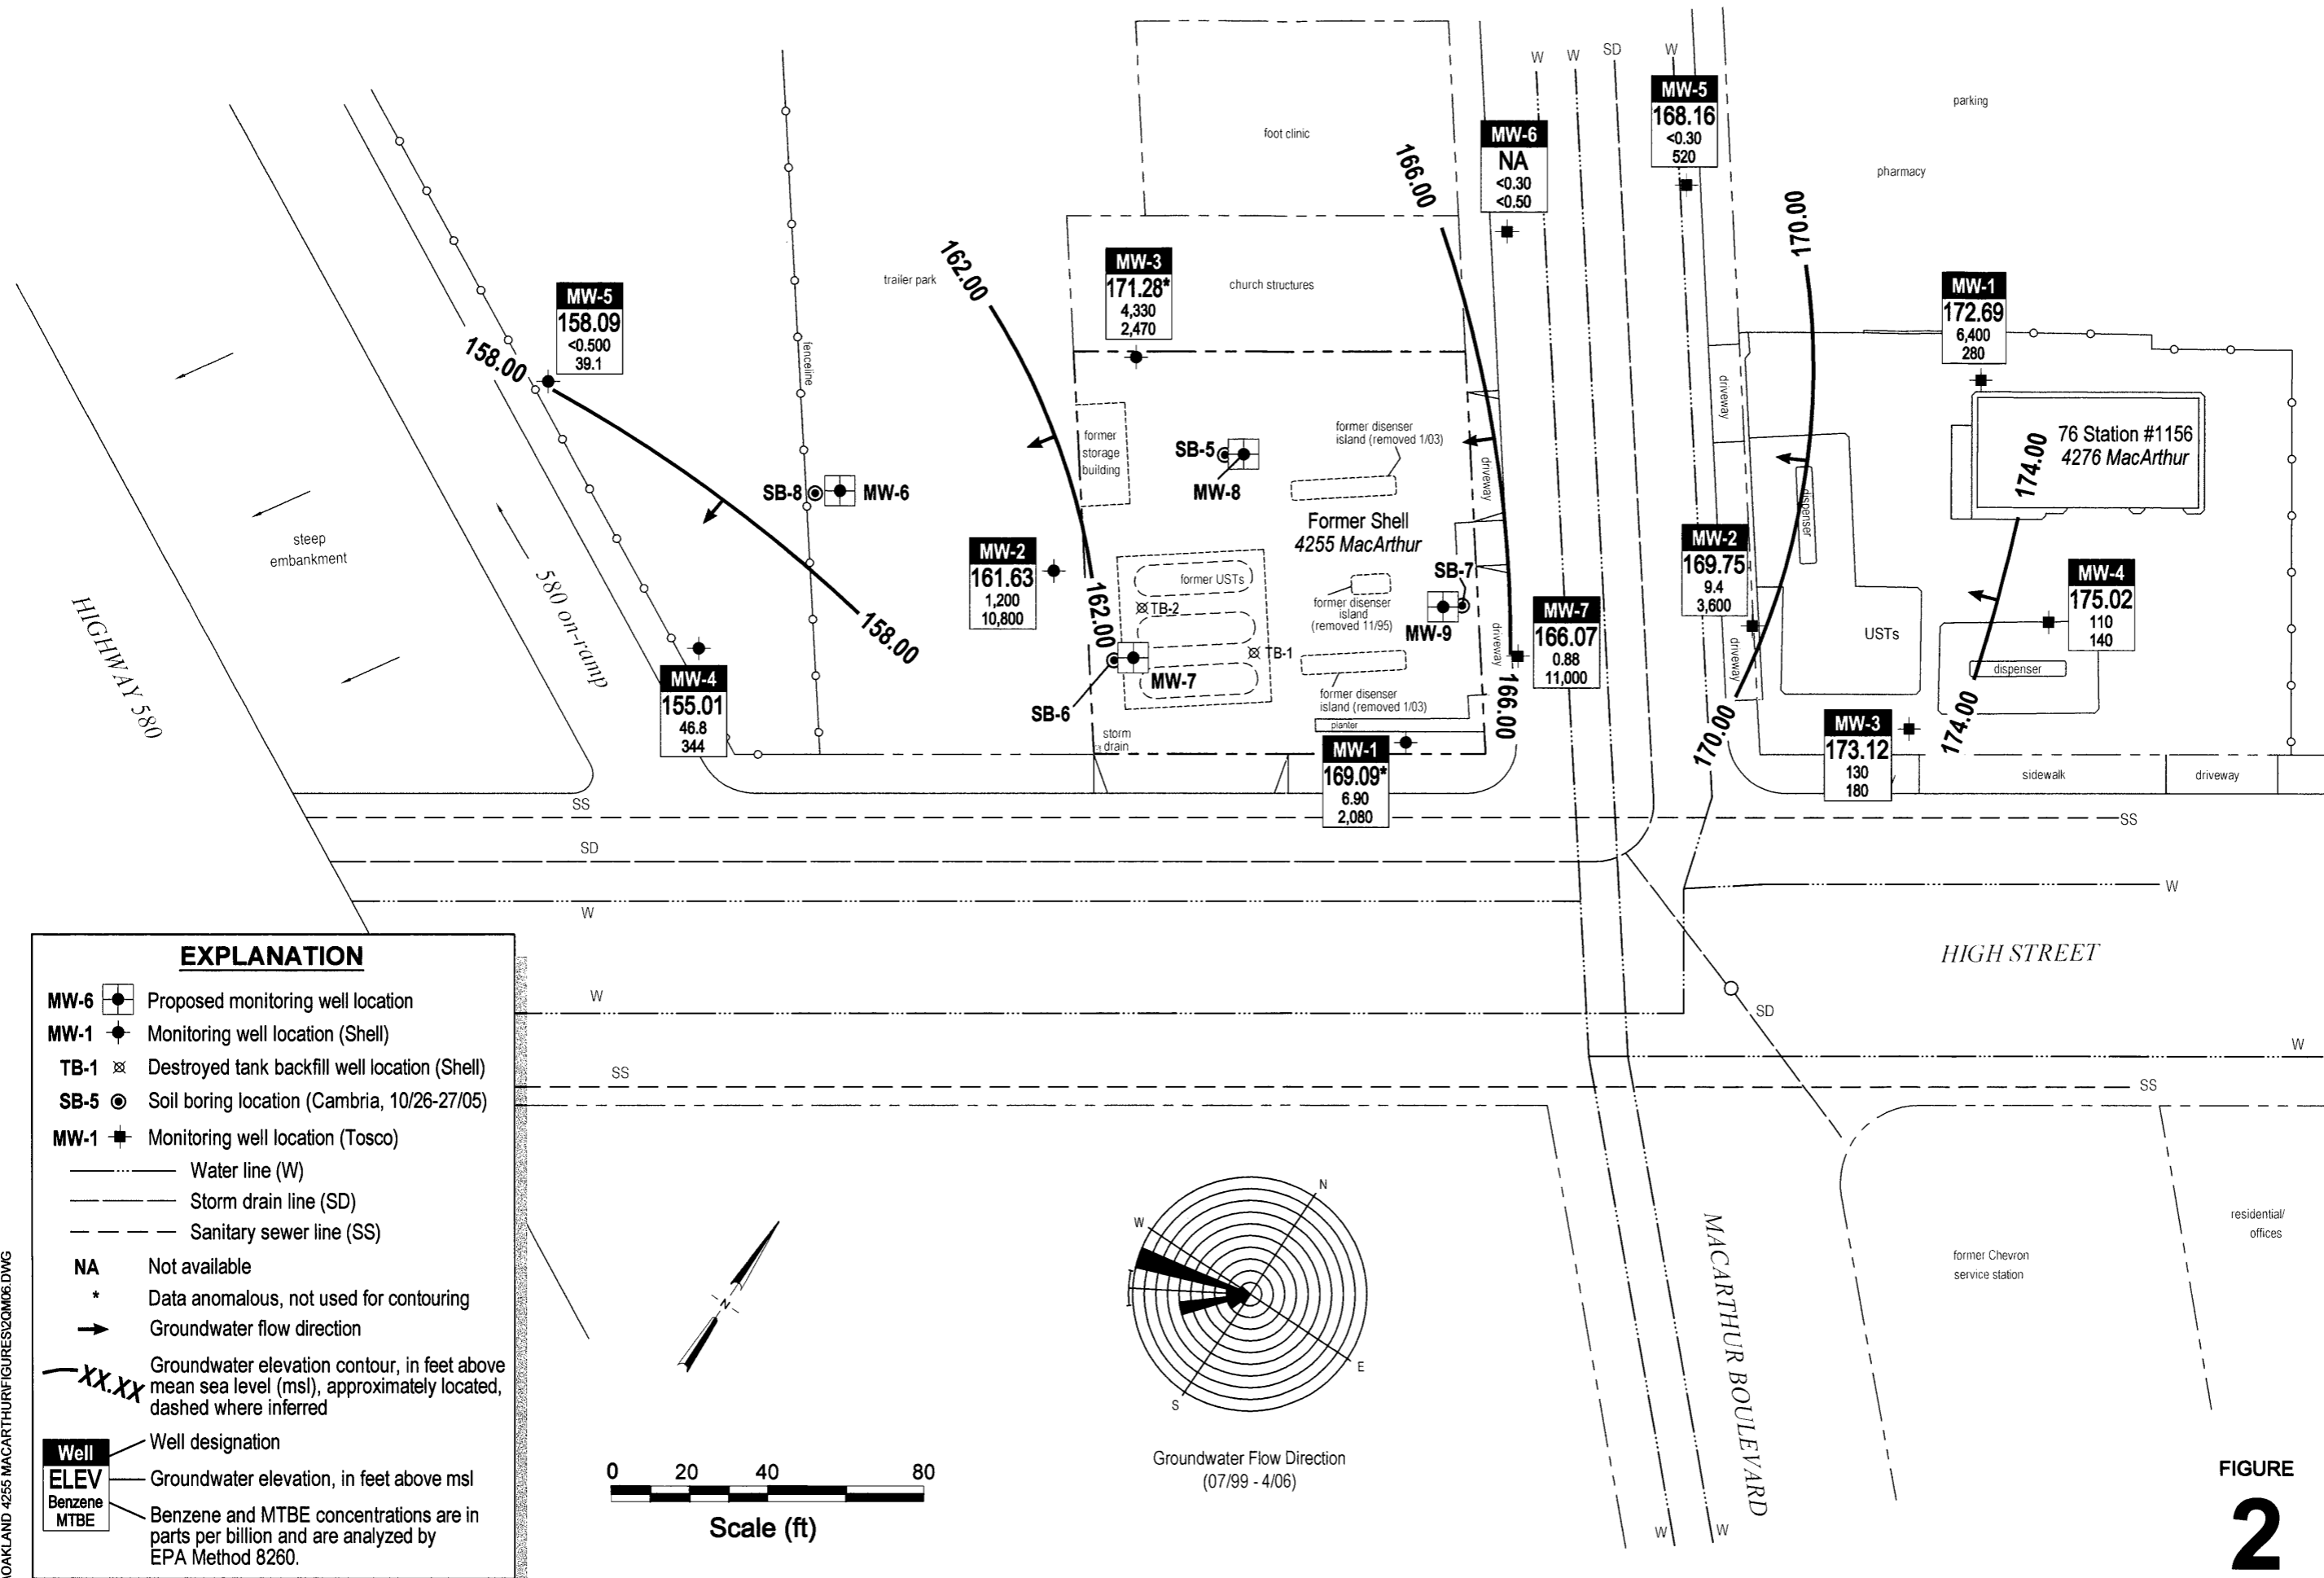 W
W
SD
W
MW-5
168.16
<0.30
520
parking
pharmacy
foot clinic
MW-6
NA
<0.30
<0.50
166.00
170.00
162.00
trailer park
MW-3
171.28*
4,330
2,470
church structures
MW-1
172.69
6,400
280
MW-5
158.09
<0.500
39.1
158.00
fenceline
driveway
former
storage
building
SB-5
MW-8
former disenser
island (removed 1/03)
driveway
dispenser
174.00
76 Station #1156
4276 MacArthur
SB-8
MW-6
Former Shell
4255 MacArthur
steep
embankment
580 on-ramp
HIGHWAY 580
MW-2
161.63
1,200
10,800
162.00
former USTs
TB-2
TB-1
SB-7
former disenser
island
(removed 11/95)
MW-9
driveway
MW-7
166.07
0.88
11,000
MW-2
169.75
9.4
3,600
driveway
USTs
MW-4
175.02
110
140
dispenser
158.00
MW-4
155.01
46.8
344
SB-6
MW-7
former disenser
island (removed 1/03)
planter
storm
drain
166.00
170.00
174.00
MW-1
169.09*
6.90
2,080
MW-3
173.12
130
180
sidewalk
driveway
SS
SS
SD
W
W
HIGH STREET
W
SD
W
SS
SS
EXPLANATION
MW-6 Proposed monitoring well location
MW-1 Monitoring well location (Shell)
TB-1 Destroyed tank backfill well location (Shell)
SB-5 Soil boring location (Cambria, 10/26-27/05)
MW-1 Monitoring well location (Tosco)
Water line (W)
Storm drain line (SD)
Sanitary sewer line (SS)
NA Not available
* Data anomalous, not used for contouring
Groundwater flow direction
XX.XX Groundwater elevation contour, in feet above
mean sea level (msl), approximately located,
dashed where inferred
Well
ELEV
Benzene
MTBE
Well designation
Groundwater elevation, in feet above msl
Benzene and MTBE concentrations are in
parts per billion and are analyzed by
EPA Method 8260.
N
0 20 40 80
Scale (ft)
N
W
E
S
Groundwater Flow Direction
(07/99 - 4/06)
MACARTHUR BOULEVARD
W
W
former Chevron
service station
residential/
offices
FIGURE
2
OAKLAND 4255 MACARTHUR\FIGURES\2QM06.DWG